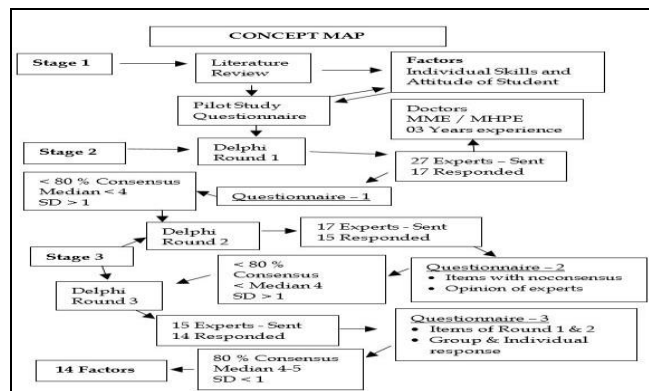 CONCEPT MAP
Stage 1
Literature
Review
Factors
Individual Skills and
Attitude of Student
Pilot Study
Questionnaire
Doctors
MME / MHPE
03 Years experience
Stage 2
Delphi
Round 1
27 Experts – Sent
17 Responded
< 80 % Consensus
Median < 4
SD > 1
Questionnaire – 1
Delphi
Round 2
17 Experts - Sent
15 Responded
Stage 3
< 80 %
Consensus
< Median 4
SD > 1
Questionnaire – 2
• Items with noconsensus
• Opinion of experts
Delphi
Round 3
15 Experts - Sent
14 Responded
Questionnaire – 3
• Items of Round 1 & 2
• Group & Individual
response
14 Factors
80 % Consensus
Median 4-5
SD < 1